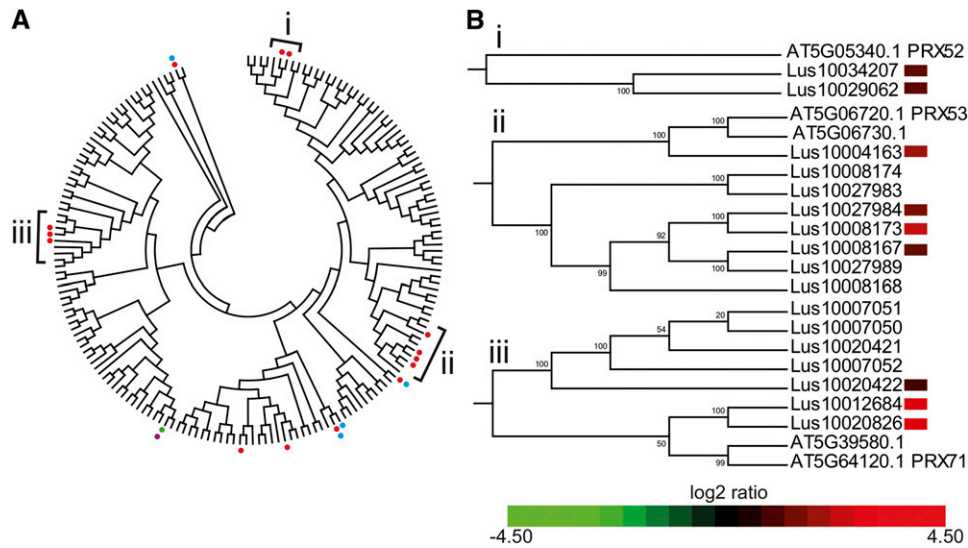 A
i
iii
ii
B
i
AT5G05340.1 PRX52
Lus10034207
Lus10029062
100
ii
AT5G06720.1 PRX53
100
AT5G06730.1
100
Lus10004163
Lus10008174
100
Lus10027983
Lus10027984
100
100
Lus10008173
92
Lus10008167
99
100
Lus10027989
Lus10008168
iii
Lus10007051
20
Lus10007050
54
Lus10020421
100
Lus10007052
100
Lus10020422
Lus10012684
100
Lus10020826
50
AT5G39580.1
99
AT5G64120.1 PRX71
log2 ratio
-4.50
4.50